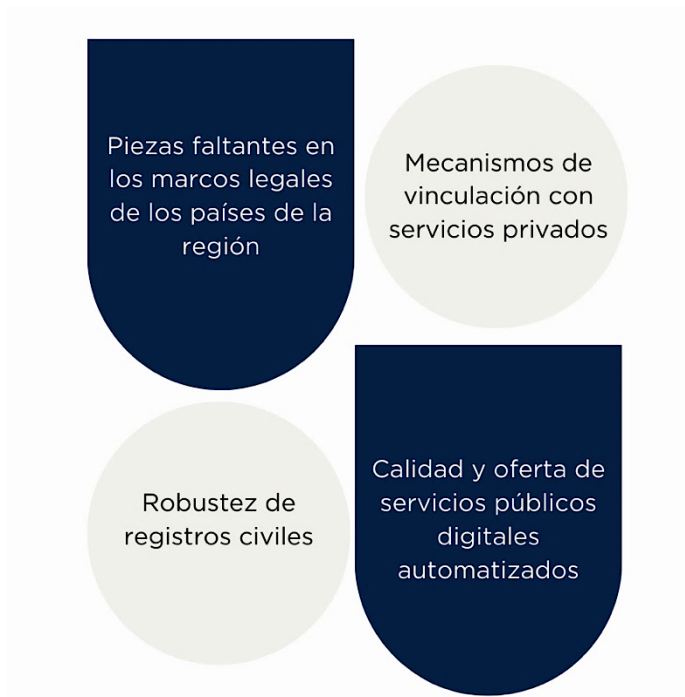 Piezas faltantes en
los marcos legales
de los países de la
región
Mecanismos de
vinculación con
servicios privados
Robustez de
registros civiles
Calidad y oferta de
servicios públicos
digitales
automatizados